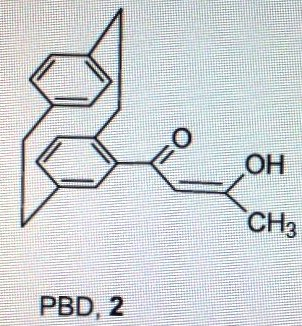 O
OH
CH3
PBD, 2